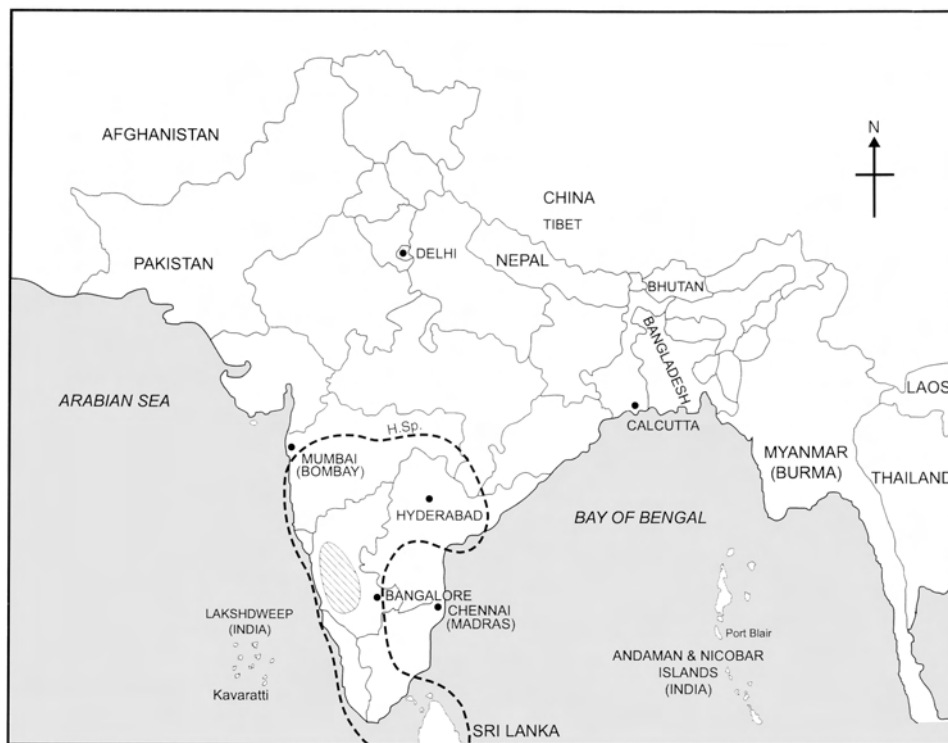 N
AFGHANISTAN
CHINA
TIBET
DELHI
NEPAL
PAKISTAN
BHUTAN
BANGLADESH
LAOS
ARABIAN SEA
CALCUTTA
H.Sp.
MUMBAI
(BOMBAY)
MYANMAR
(BURMA)
THAILAND
HYDERABAD
BAY OF BENGAL
BANGALORE
CHENNAI
(MADRAS)
LAKSHDWEEP
(INDIA)
Kavaratti
Port Blair
ANDAMAN & NICOBAR
ISLANDS
(INDIA)
SRI LANKA